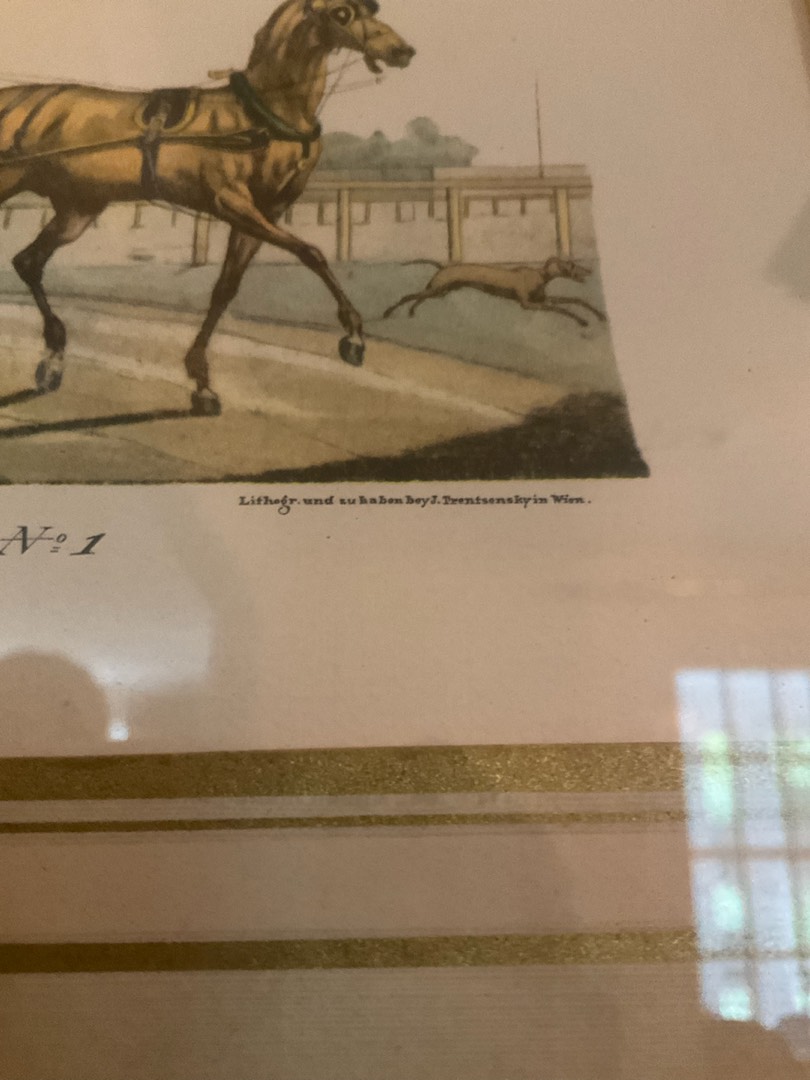 Lithogr. und zu haben bey J. Trentsensky in Wien.
No 1